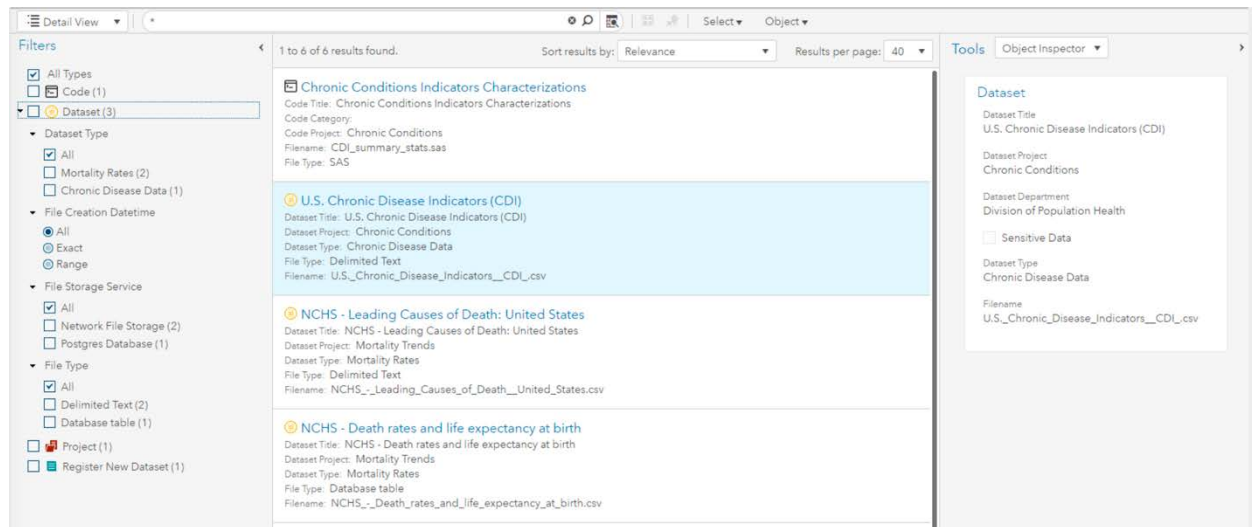 Detail View
*
Select
Object
Filters
All Types
Code (1)
Dataset (3)
Dataset Type
All
Mortality Rates (2)
Chronic Disease Data (1)
File Creation Datetime
All
Exact
Range
File Storage Service
All
Network File Storage (2)
Postgres Database (1)
File Type
All
Delimited Text (2)
Database table (1)
Project (1)
Register New Dataset (1)
1 to 6 of 6 results found.
Sort results by: Relevance
Results per page: 40
Chronic Conditions Indicators Characterizations
Code Title: Chronic Conditions Indicators Characterizations
Code Category:
Code Project: Chronic Conditions
Filename: CDI_summary_stats.sas
File Type: SAS
U.S. Chronic Disease Indicators (CDI)
Dataset Title: U.S. Chronic Disease Indicators (CDI)
Dataset Project: Chronic Conditions
Dataset Type: Chronic Disease Data
File Type: Delimited Text
Filename: U.S._Chronic_Disease_Indicators__CDI_.csv
NCHS - Leading Causes of Death: United States
Dataset Title: NCHS - Leading Causes of Death: United States
Dataset Project: Mortality Trends
Dataset Type: Mortality Rates
File Type: Delimited Text
Filename: NCHS_-_Leading_Causes_of_Death__United_States.csv
NCHS - Death rates and life expectancy at birth
Dataset Title: NCHS - Death rates and life expectancy at birth
Dataset Project: Mortality Trends
Dataset Type: Mortality Rates
File Type: Database table
Filename: NCHS_-_Death_rates_and_life_expectancy_at_birth.csv
Tools
Object Inspector
Dataset
Dataset Title
U.S. Chronic Disease Indicators (CDI)
Dataset Project
Chronic Conditions
Dataset Department
Division of Population Health
Sensitive Data
Dataset Type
Chronic Disease Data
Filename
U.S._Chronic_Disease_Indicators__CDI_.csv